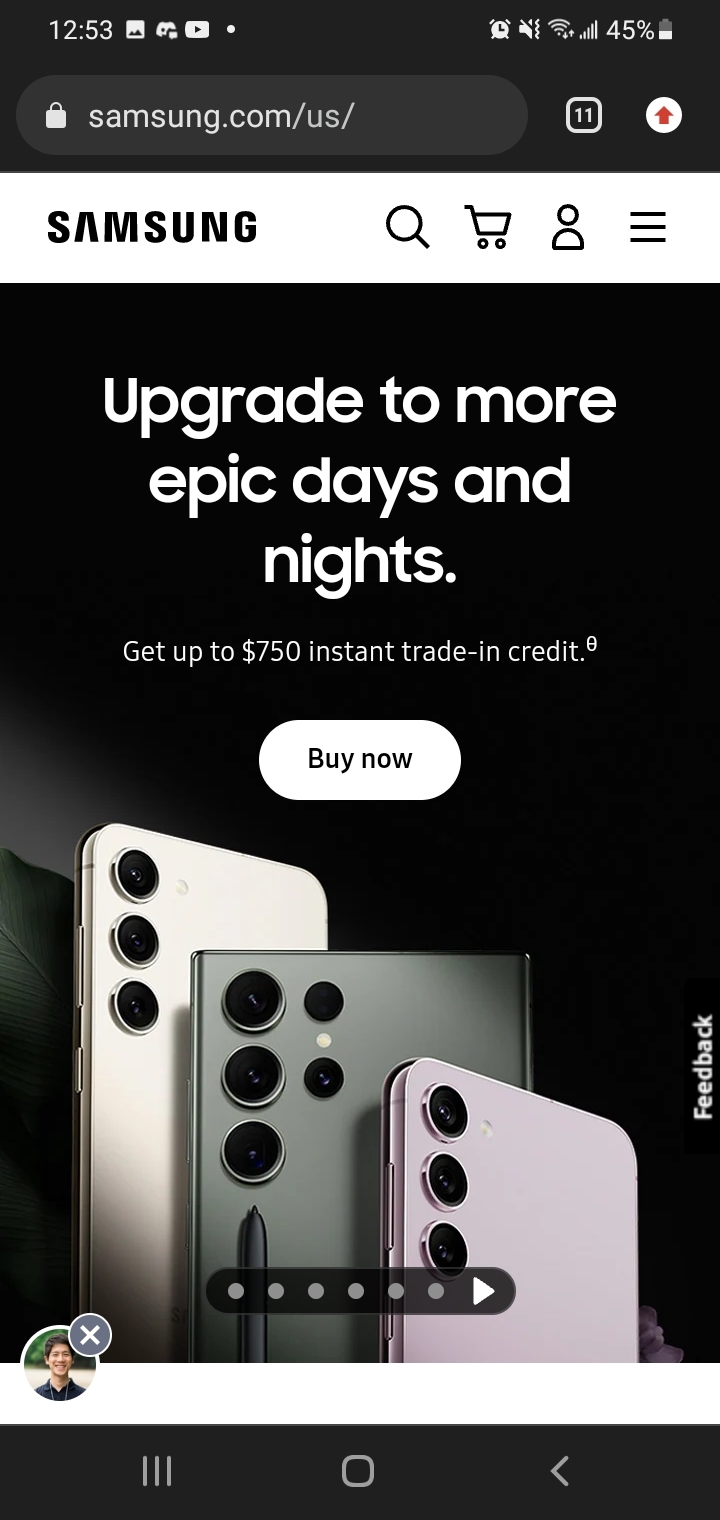 12:53 45%
samsung.com/us/ 11
SAMSUNG
Upgrade to more
epic days and
nights.
Get up to $750 instant trade-in credit.θ
Buy now
Feedback